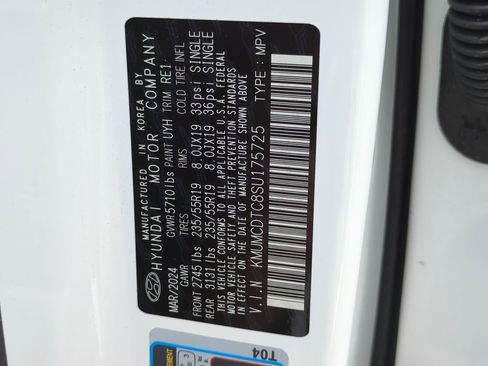 MANUFACTURED IN KOREA BY
HYUNDAI MOTOR COMPANY
MAR/2024 GVWR 5710lbs PAINT UYH TRIM RE1
GAWR TIRES RIMS COLD TIRE INFL
FRONT 2745 lbs 235/55R19 8.0JX19 33psi SINGLE
REAR 3131 lbs 235/55R19 8.0JX19 36psi SINGLE
THIS VEHICLE CONFORMS TO ALL APPLICABLE U.S.A. FEDERAL
MOTOR VEHICLE SAFETY AND THEFT PREVENTION STANDARDS
IN EFFECT ON THE DATE OF MANUFACTURE SHOWN ABOVE
V.I.N KMUMCDTC8SU175725 TYPE : MPV
T04